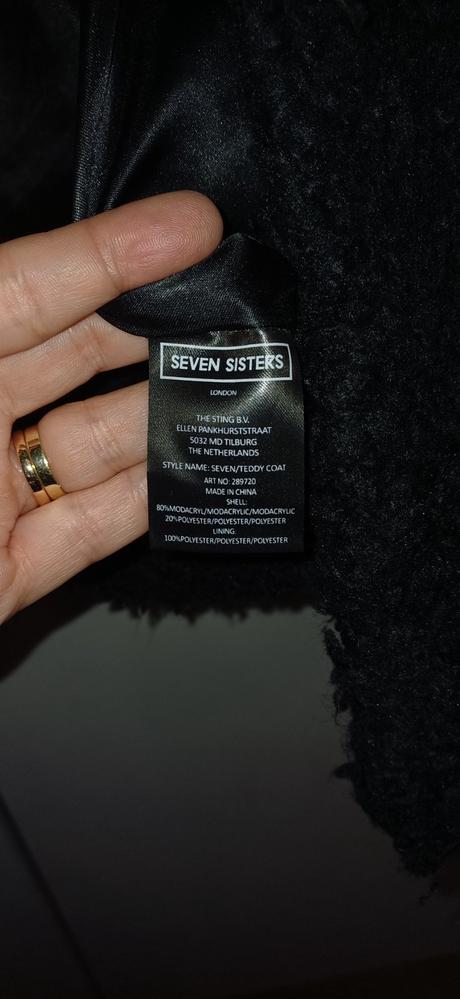 SEVEN SISTERS
LONDON
THE STING B.V.
ELLEN PANKHURSTSTRAAT
5032 MD TILBURG
THE NETHERLANDS
STYLE NAME: SEVEN/TEDDY COAT
ART NO: 289720
MADE IN CHINA
SHELL:
80%MODACRYL/MODACRYLIC/MODACRYLIC
20%POLYESTER/POLYESTER/POLYESTER
LINING:
100%POLYESTER/POLYESTER/POLYESTER